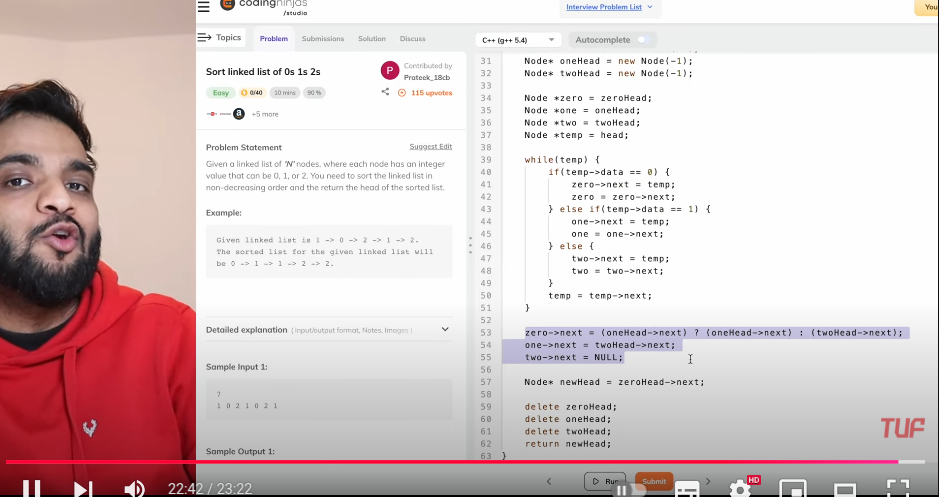 codingninjas
/studio
Interview Problem List
You
Topics
Problem
Submissions
Solution
Discuss
C++ (g++ 5.4)
Autocomplete
Sort linked list of 0s 1s 2s
P
Contributed by
Prateek_18cb
Easy
0/40
10 mins
90 %
115 upvotes
a
+5 more
Problem Statement
Suggest Edit
Given a linked list of 'N' nodes, where each node has an integer
value that can be 0, 1, or 2. You need to sort the linked list in
non-decreasing order and the return the head of the sorted list.
Example:
Given linked list is 1 -> 0 -> 2 -> 1 -> 2.
The sorted list for the given linked list will
be 0 -> 1 -> 1 -> 2 -> 2.
Detailed explanation ( Input/output format, Notes, Images )
Sample Input 1:
7
1 0 2 1 0 2 1
Sample Output 1:
31 Node* oneHead = new Node(-1);
32 Node* twoHead = new Node(-1);
33
34 Node *zero = zeroHead;
35 Node *one = oneHead;
36 Node *two = twoHead;
37 Node *temp = head;
38
39 while(temp) {
40 if(temp->data == 0) {
41 zero->next = temp;
42 zero = zero->next;
43 } else if(temp->data == 1) {
44 one->next = temp;
45 one = one->next;
46 } else {
47 two->next = temp;
48 two = two->next;
49 }
50 temp = temp->next;
51 }
52
53 zero->next = (oneHead->next) ? (oneHead->next) : (twoHead->next);
54 one->next = twoHead->next;
55 two->next = NULL;
56
57 Node* newHead = zeroHead->next;
58
59 delete zeroHead;
60 delete oneHead;
61 delete twoHead;
62 return newHead;
63 }
TUF
Submit
22:42 / 23:22
HD